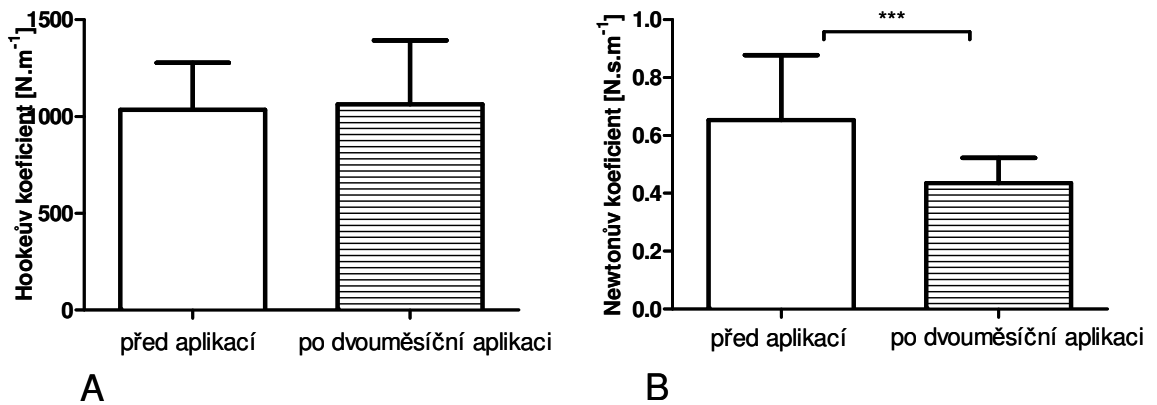 Hookeův koeficient [N.m-1]
1500
1000
500
0
před aplikací
po dvouměsíční aplikaci
A
Newtonův koeficient [N.s.m-1]
1.0
0.8
0.6
0.4
0.2
0.0
***
před aplikací
po dvouměsíční aplikaci
B